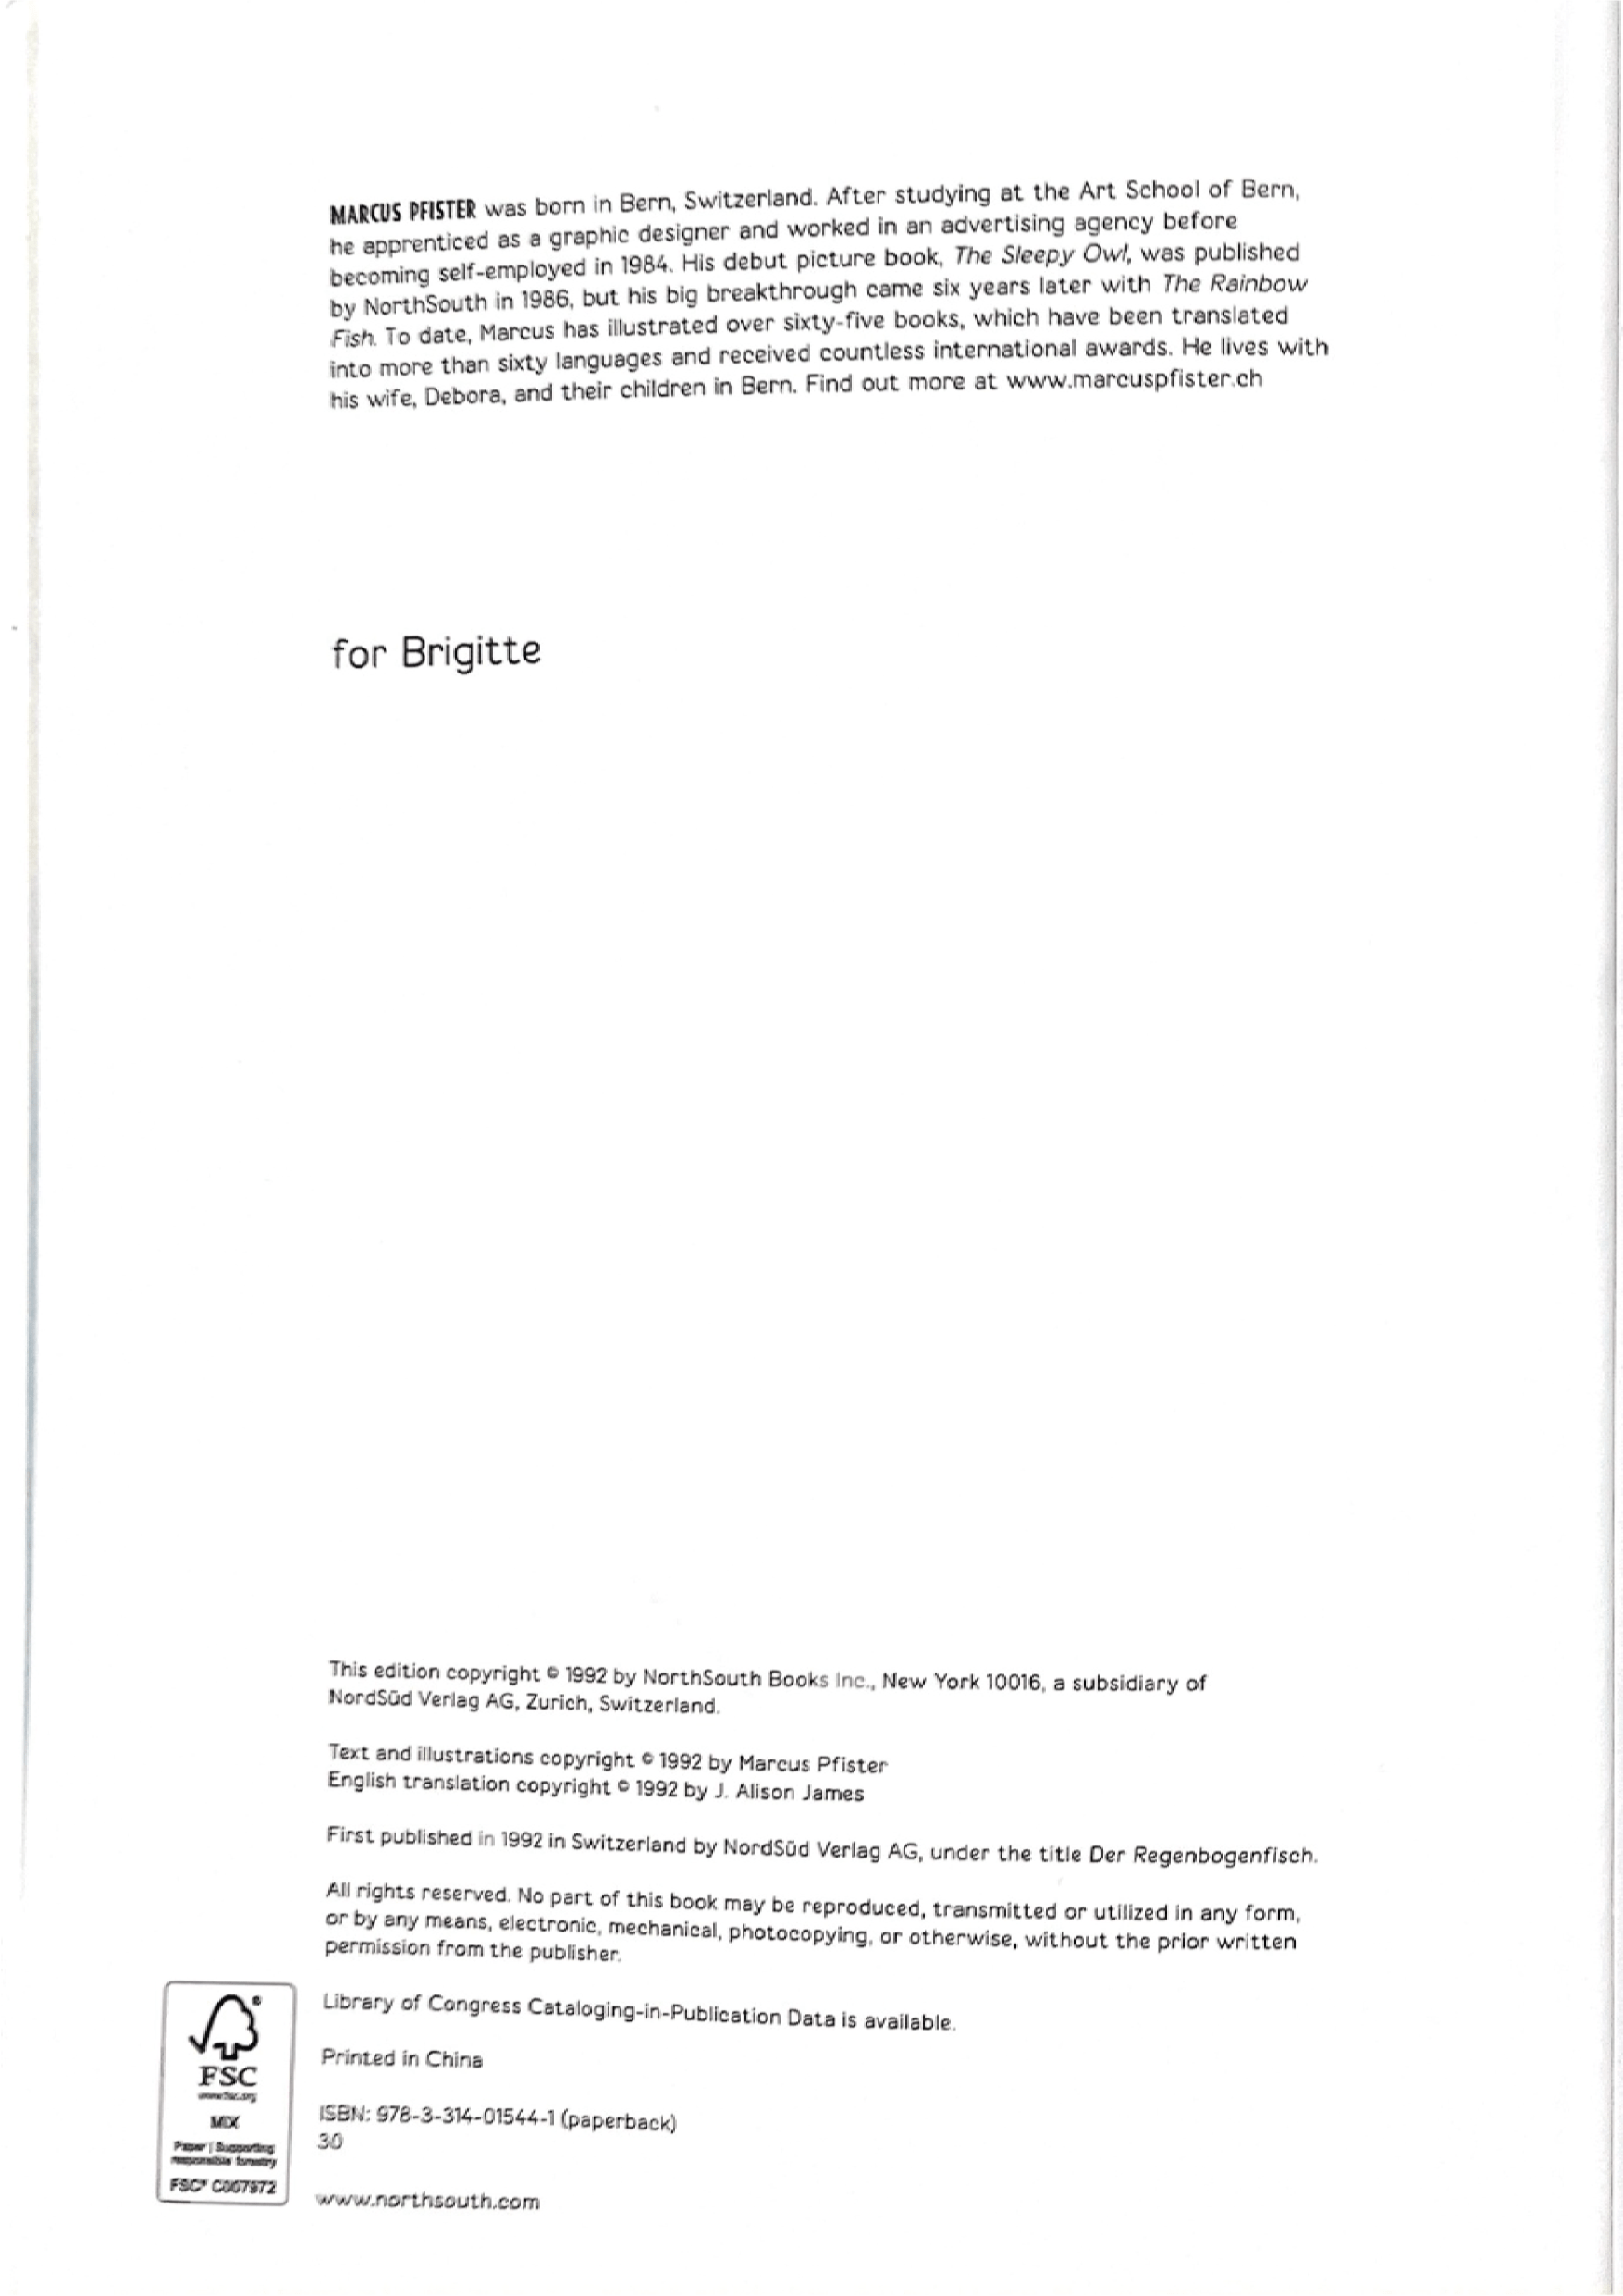 MARCUS PFISTER was born in Bern, Switzerland. After studying at the Art School of Bern,
he apprenticed as a graphic designer and worked in an advertising agency before
becoming self-employed in 1984. His debut picture book, The Sleepy Owl, was published
by NorthSouth in 1986, but his big breakthrough came six years later with The Rainbow
Fish. To date, Marcus has illustrated over sixty-five books, which have been translated
into more than sixty languages and received countless international awards. He lives with
his wife, Debora, and their children in Bern. Find out more at www.marcuspfister.ch
for Brigitte
This edition copyright © 1992 by NorthSouth Books Inc., New York 10016, a subsidiary of
NordSüd Verlag AG, Zurich, Switzerland.
Text and illustrations copyright © 1992 by Marcus Pfister
English translation copyright © 1992 by J. Alison James
First published in 1992 in Switzerland by NordSüd Verlag AG, under the title Der Regenbogenfisch.
All rights reserved. No part of this book may be reproduced, transmitted or utilized in any form,
or by any means, electronic, mechanical, photocopying, or otherwise, without the prior written
permission from the publisher.
Library of Congress Cataloging-in-Publication Data is available.
Printed in China
ISBN: 978-3-314-01544-1 (paperback)
30
www.northsouth.com
®
FSC
www.fsc.org
MIX
Paper | Supporting
responsible forestry
FSC® C007972